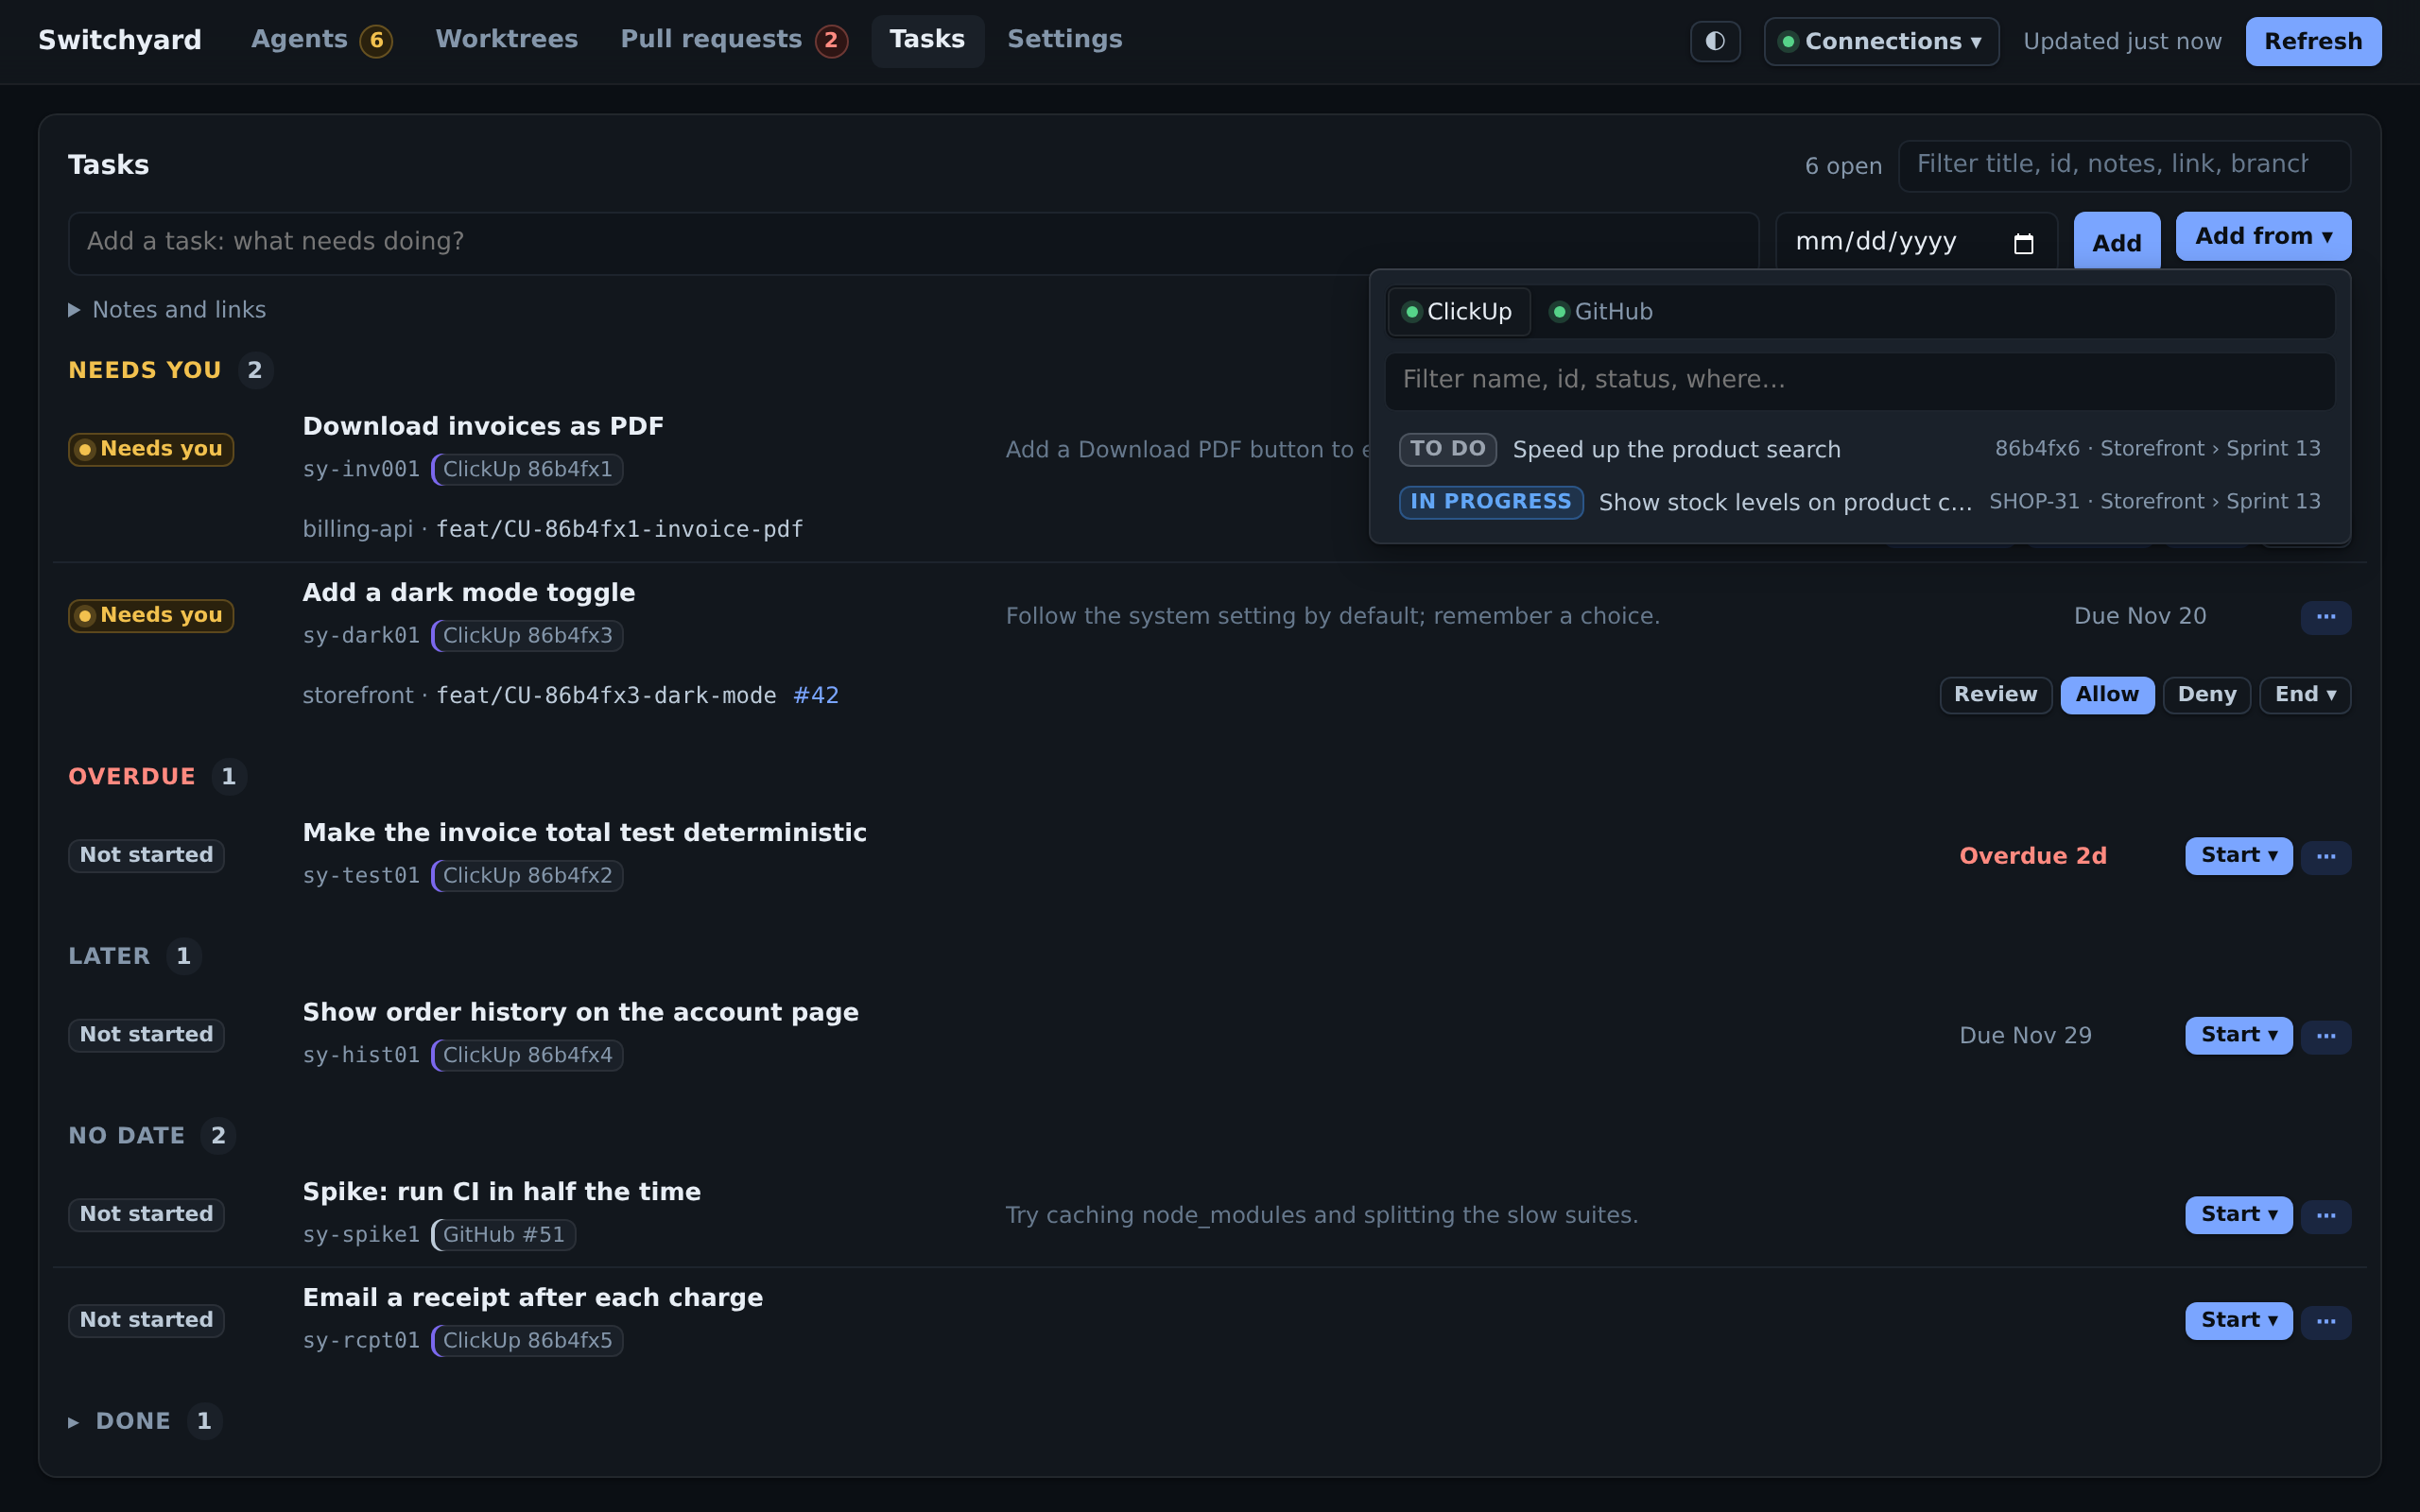 Switchyard Agents 6 Worktrees Pull requests 2 Tasks Settings Connections ▾ Updated just now Refresh
Tasks 6 open Filter title, id, notes, link, branch
Add a task: what needs doing? mm/dd/yyyy Add Add from ▾
▶ Notes and links
ClickUp GitHub
Filter name, id, status, where...
TO DO Speed up the product search 86b4fx6 · Storefront › Sprint 13
IN PROGRESS Show stock levels on product c... SHOP-31 · Storefront › Sprint 13
NEEDS YOU 2
Needs you Download invoices as PDF Add a Download PDF button to
sy-inv001 ClickUp 86b4fx1
billing-api · feat/CU-86b4fx1-invoice-pdf
Needs you Add a dark mode toggle Follow the system setting by default; remember a choice. Due Nov 20 ...
sy-dark01 ClickUp 86b4fx3
storefront · feat/CU-86b4fx3-dark-mode #42 Review Allow Deny End ▾
OVERDUE 1
Not started Make the invoice total test deterministic Overdue 2d Start ▾ ...
sy-test01 ClickUp 86b4fx2
LATER 1
Not started Show order history on the account page Due Nov 29 Start ▾ ...
sy-hist01 ClickUp 86b4fx4
NO DATE 2
Not started Spike: run CI in half the time Try caching node_modules and splitting the slow suites. Start ▾ ...
sy-spike1 GitHub #51
Not started Email a receipt after each charge Start ▾ ...
sy-rcpt01 ClickUp 86b4fx5
▸ DONE 1